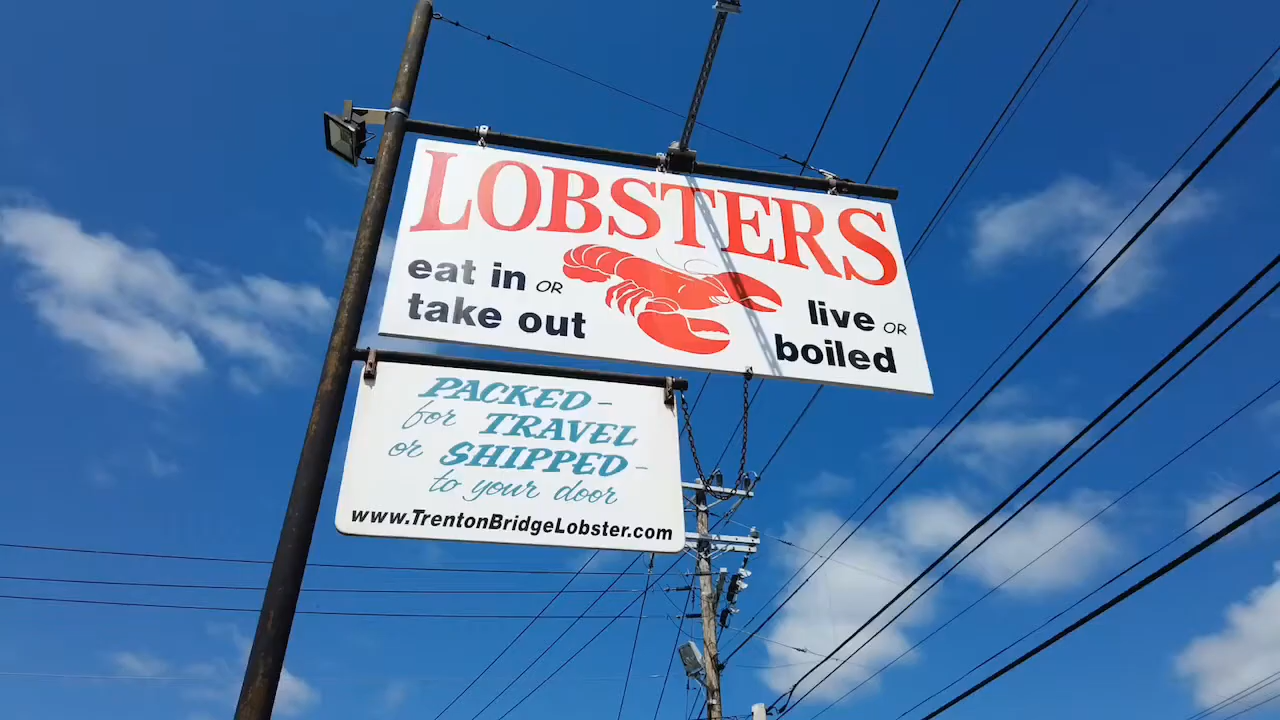 LOBSTERS
eat in OR
take out
live OR
boiled
PACKED -
for TRAVEL
or SHIPPED -
to your door
www.TrentonBridgeLobster.com